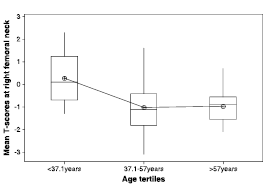 Mean T-scores at right femoral neck
3
2
1
0
-1
-2
-3
<37.1years
37.1-57years
>57years
Age tertiles